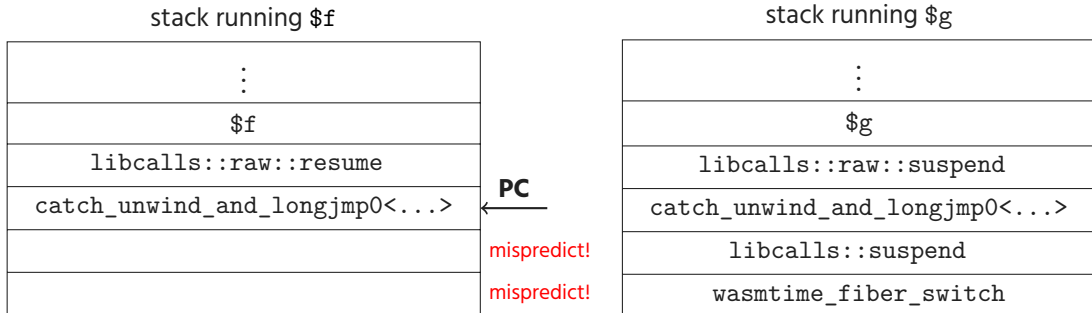 stack running $f
stack running $g
⋮
⋮
$f
$g
libcalls::raw::resume
libcalls::raw::suspend
catch_unwind_and_longjmp0<...>
PC
catch_unwind_and_longjmp0<...>
mispredict!
libcalls::suspend
mispredict!
wasmtime_fiber_switch